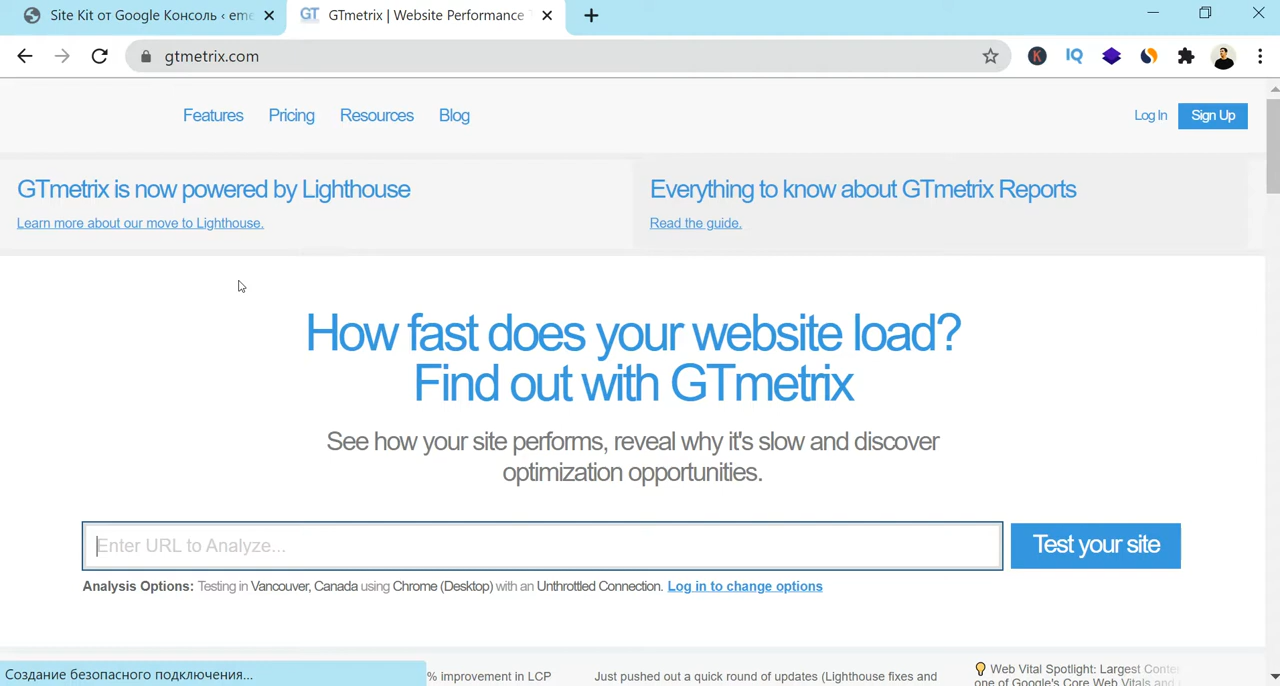 Site Kit от Google Консоль ‹ eme
GT GTmetrix | Website Performance
gtmetrix.com
K IQ
Features Pricing Resources Blog
Log In Sign Up
GTmetrix is now powered by Lighthouse
Learn more about our move to Lighthouse.
Everything to know about GTmetrix Reports
Read the guide.
How fast does your website load?
Find out with GTmetrix
See how your site performs, reveal why it's slow and discover
optimization opportunities.
Enter URL to Analyze...
Test your site
Analysis Options: Testing in Vancouver, Canada using Chrome (Desktop) with an Unthrottled Connection. Log in to change options
Создание безопасного подключения...
% improvement in LCP
Just pushed out a quick round of updates (Lighthouse fixes and
Web Vital Spotlight: Largest Conte
one of Google's Core Web Vitals and